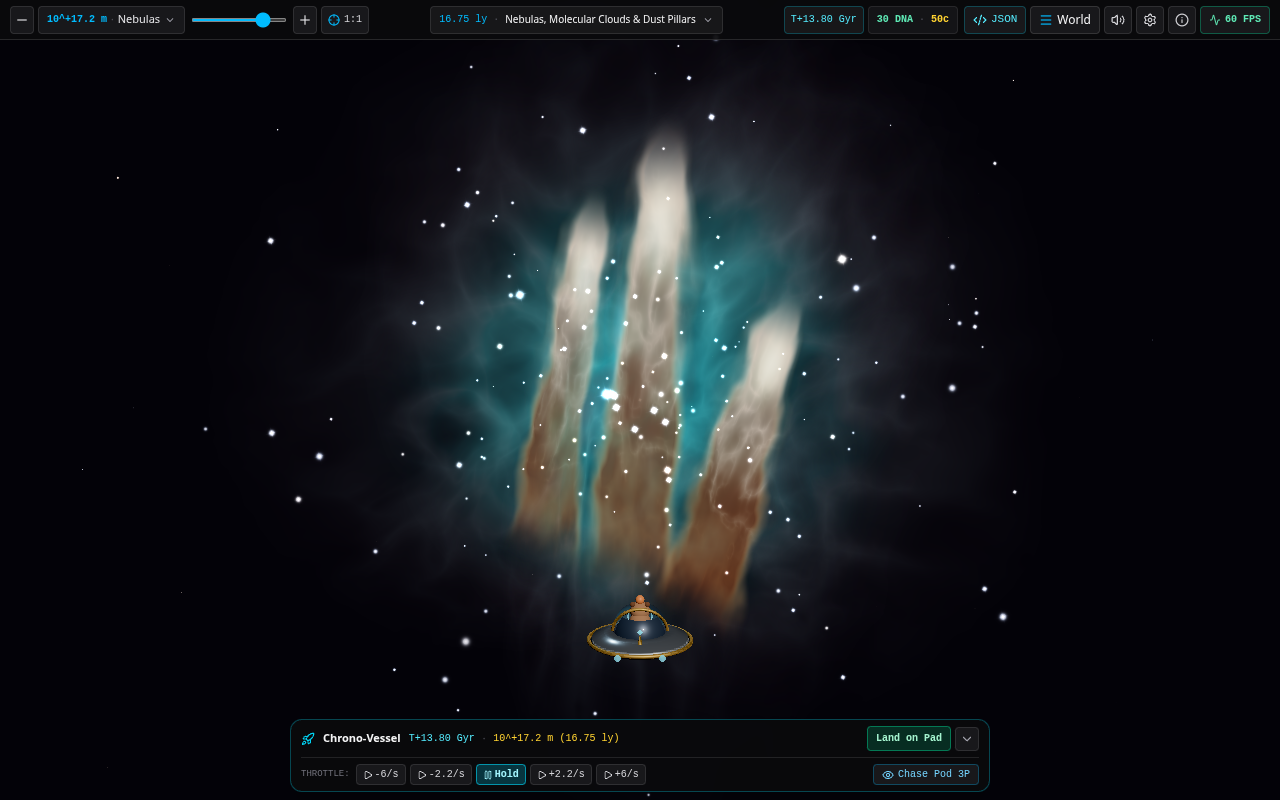 10^+17.2 m · Nebulas
1:1
16.75 ly · Nebulas, Molecular Clouds & Dust Pillars
T+13.80 Gyr
30 DNA · 50c
JSON
World
60 FPS
Chrono-Vessel T+13.80 Gyr · 10^+17.2 m (16.75 ly)
Land on Pad
THROTTLE: -6/s -2.2/s Hold +2.2/s +6/s
Chase Pod 3P